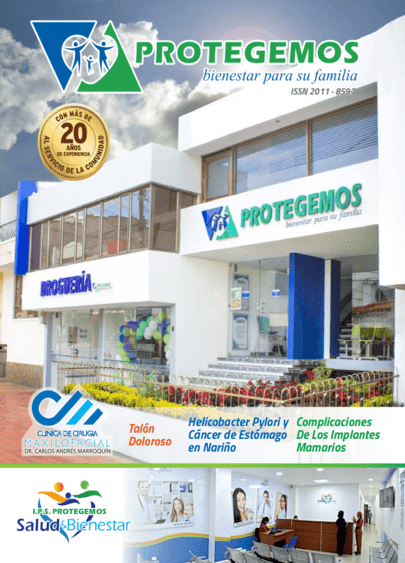 PROTEGEMOS
bienestar para su familia
ISSN 2011 - 859
CON MÁS DE
20
AÑOS
DE EXPERIENCIA
AL SERVICIO DE LA COMUNIDAD
PROTEGEMOS
bienestar para su familia
DROGUERÍA
CLINICA DE CIRUGIA
MAXILOFACIAL
DR. CARLOS ANDRES MARROQUÍN
Talón
Doloroso
Helicobacter Pylori y
Cáncer de Estómago
en Nariño
Complicaciones
De Los Implantes
Mamarios
I.P.S. PROTEGEMOS
Salud&Bienestar